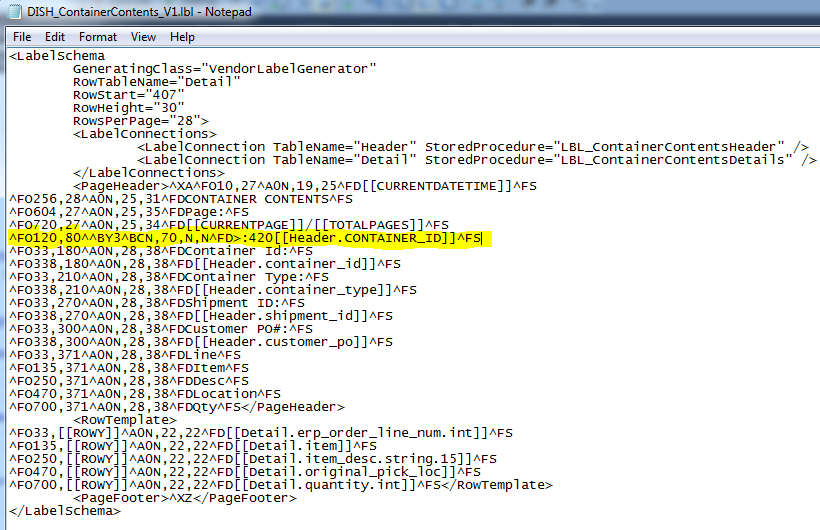 DISH_ContainerContents_V1.lbl - Notepad
File Edit Format View Help
<LabelSchema
GeneratingClass="VendorLabelGenerator"
RowTableName="Detail"
RowStart="407"
RowHeight="30"
RowsPerPage="28">
<LabelConnections>
<LabelConnection TableName="Header" StoredProcedure="LBL_ContainerContentsHeader" />
<LabelConnection TableName="Detail" StoredProcedure="LBL_ContainerContentsDetails" />
</LabelConnections>
<PageHeader>^XA^FO10,27^A0N,19,25^FD[[CURRENTDATETIME]]^FS
^FO256,28^A0N,25,31^FDCONTAINER CONTENTS^FS
^FO604,27^A0N,25,35^FDPage:^FS
^FO720,27^A0N,25,34^FD[[CURRENTPAGE]]/[[TOTALPAGES]]^FS
^FO120,80^^BY3^BCN,70,N,N^FD>:420[[Header.CONTAINER_ID]]^FS
^FO33,180^A0N,28,38^FDContainer Id:^FS
^FO338,180^A0N,28,38^FD[[Header.container_id]]^FS
^FO33,210^A0N,28,38^FDContainer Type:^FS
^FO338,210^A0N,28,38^FD[[Header.container_type]]^FS
^FO33,270^A0N,28,38^FDShipment ID:^FS
^FO338,270^A0N,28,38^FD[[Header.shipment_id]]^FS
^FO33,300^A0N,28,38^FDCustomer PO#:^FS
^FO338,300^A0N,28,38^FD[[Header.customer_po]]^FS
^FO33,371^A0N,28,38^FDLine^FS
^FO135,371^A0N,28,38^FDItem^FS
^FO250,371^A0N,28,38^FDDesc^FS
^FO470,371^A0N,28,38^FDLocation^FS
^FO700,371^A0N,28,38^FDQty^FS</PageHeader>
<RowTemplate>
^FO33,[[ROWY]]^A0N,22,22^FD[[Detail.erp_order_line_num.int]]^FS
^FO135,[[ROWY]]^A0N,22,22^FD[[Detail.item]]^FS
^FO250,[[ROWY]]^A0N,22,22^FD[[Detail.item_desc.string.15]]^FS
^FO470,[[ROWY]]^A0N,22,22^FD[[Detail.original_pick_loc]]^FS
^FO700,[[ROWY]]^A0N,22,22^FD[[Detail.quantity.int]]^FS</RowTemplate>
<PageFooter>^XZ</PageFooter>
</LabelSchema>